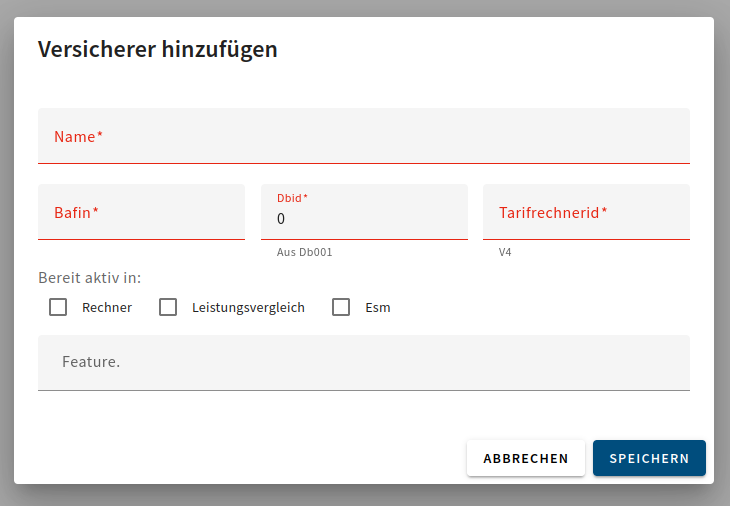 Versicherer hinzufügen
Name*
Bafin*
Dbid*
0
Tarifrechnerid*
Aus Db001
V4
Bereit aktiv in:
Rechner Leistungsvergleich Esm
Feature.
ABBRECHEN SPEICHERN